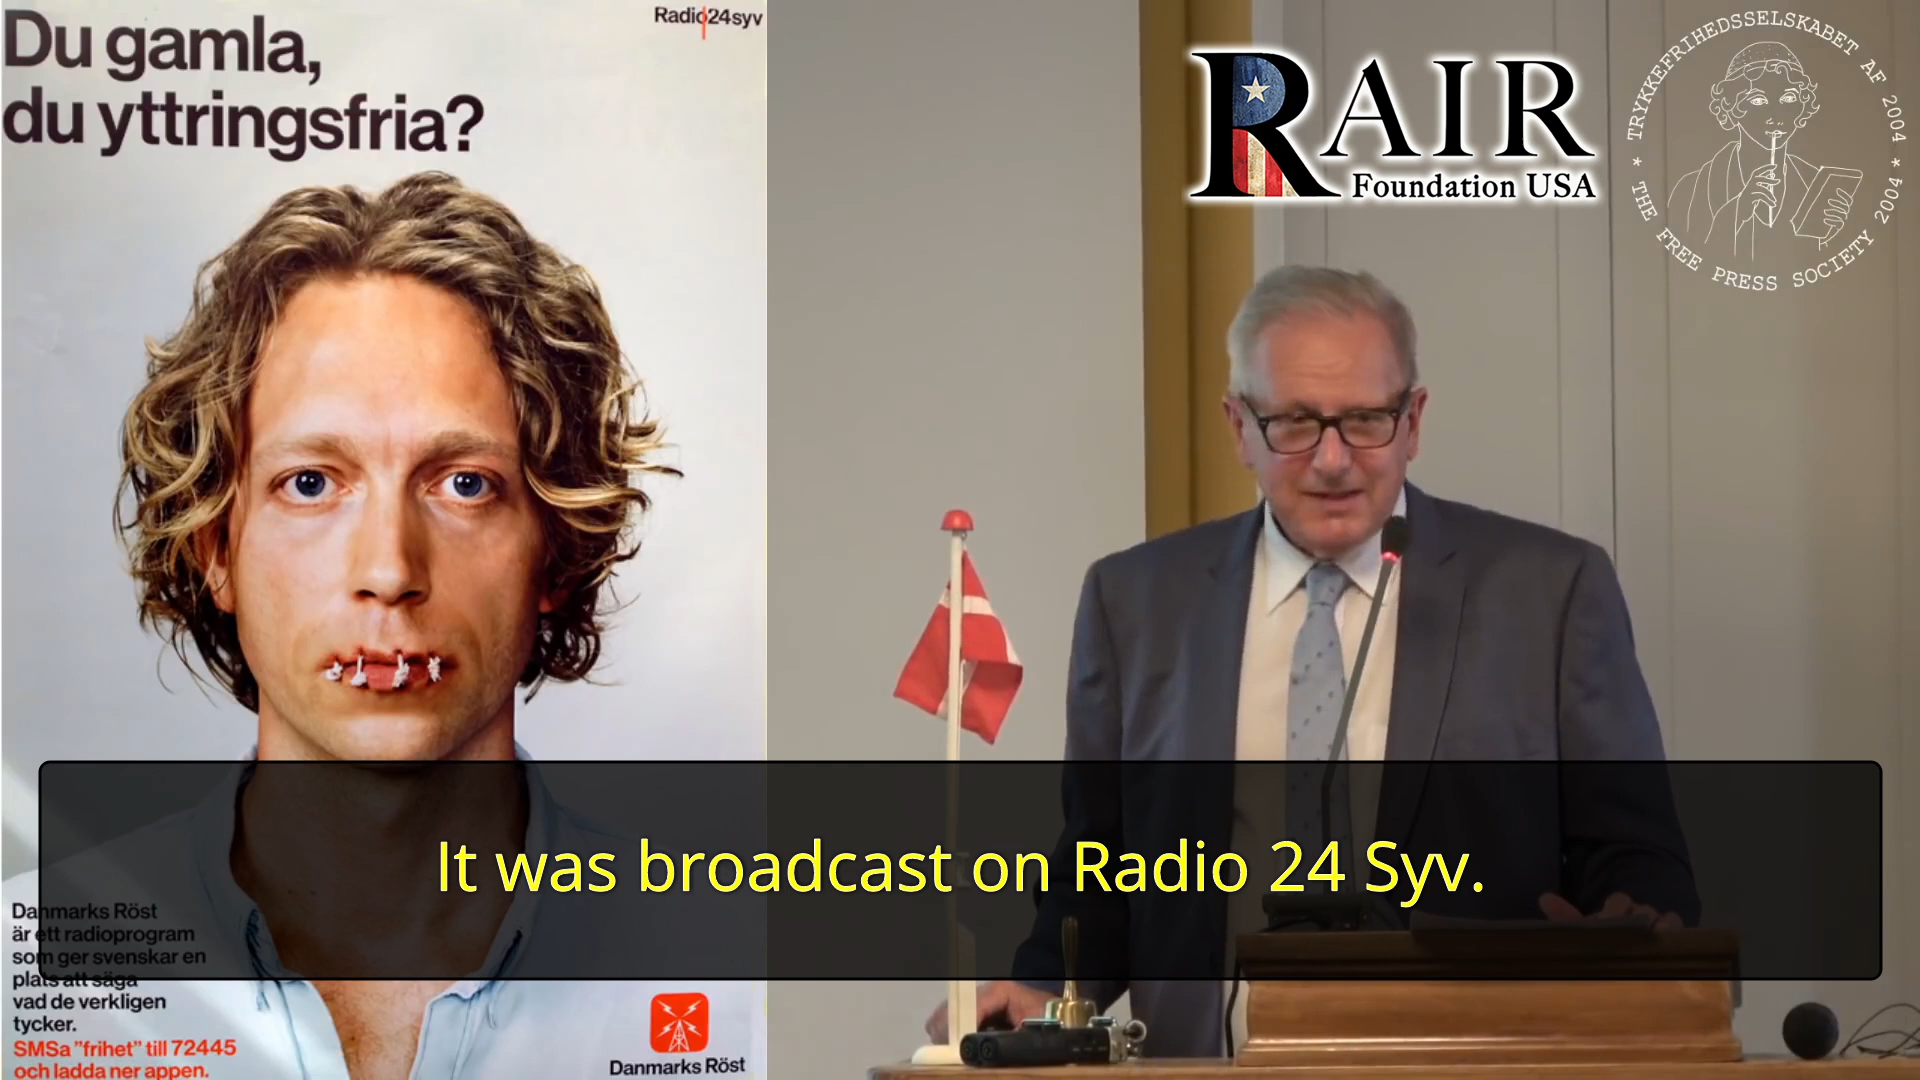 Du gamla,
du yttringsfria?
Radio24syv
RAIR
Foundation USA
* TRYKKEFRIHEDSSELSKABET AF 2004 *
THE FREE PRESS SOCIETY 2004
It was broadcast on Radio 24 Syv.
Danmarks Röst
är ett radioprogram
som ger svenskar en
plats att säga
vad de verkligen
tycker.
SMSa ”frihet” till 72445
och ladda ner appen.
Danmarks Röst